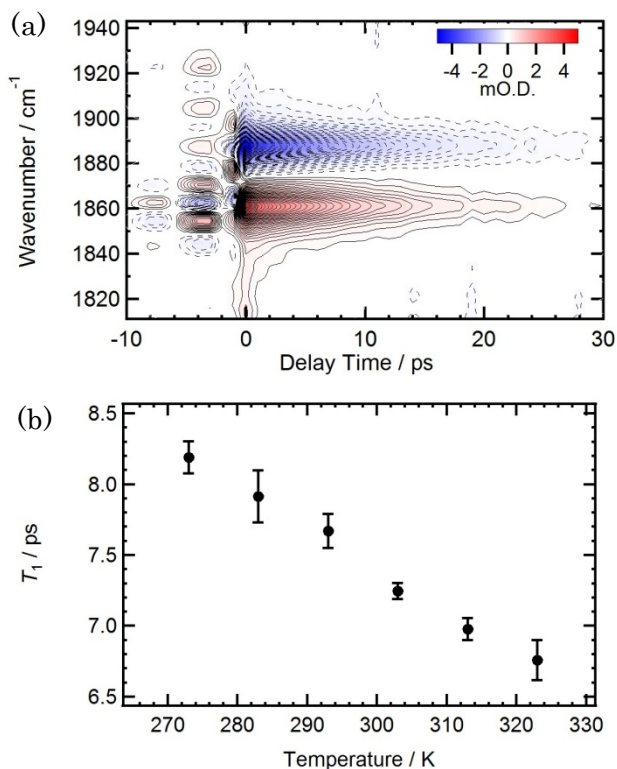 (a)
1940
1920
1900
1880
1860
1840
1820
Wavenumber / cm⁻¹
-4 -2 0 2 4
mO.D.
-10 0 10 20 30
Delay Time / ps
(b)
8.5
8.0
7.5
7.0
6.5
T₁ / ps
270 280 290 300 310 320 330
Temperature / K